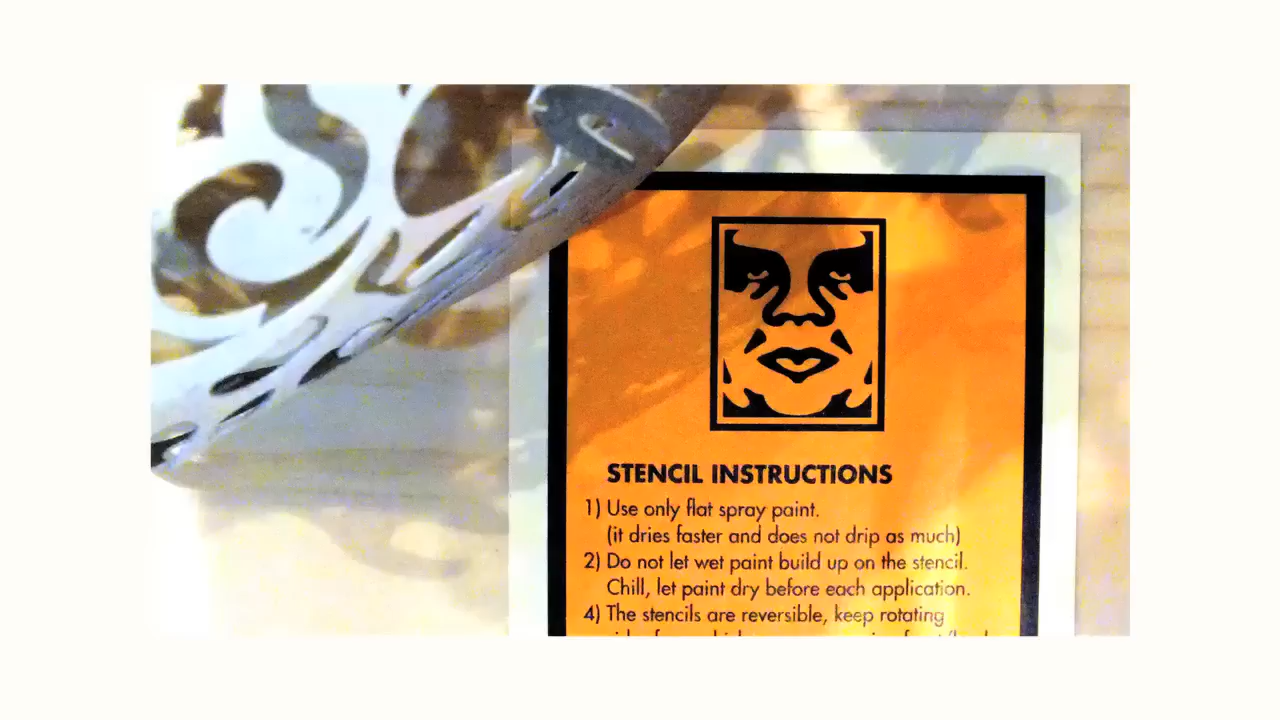 STENCIL INSTRUCTIONS
1) Use only flat spray paint.
(it dries faster and does not drip as much)
2) Do not let wet paint build up on the stencil.
Chill, let paint dry before each application.
4) The stencils are reversible, keep rotating